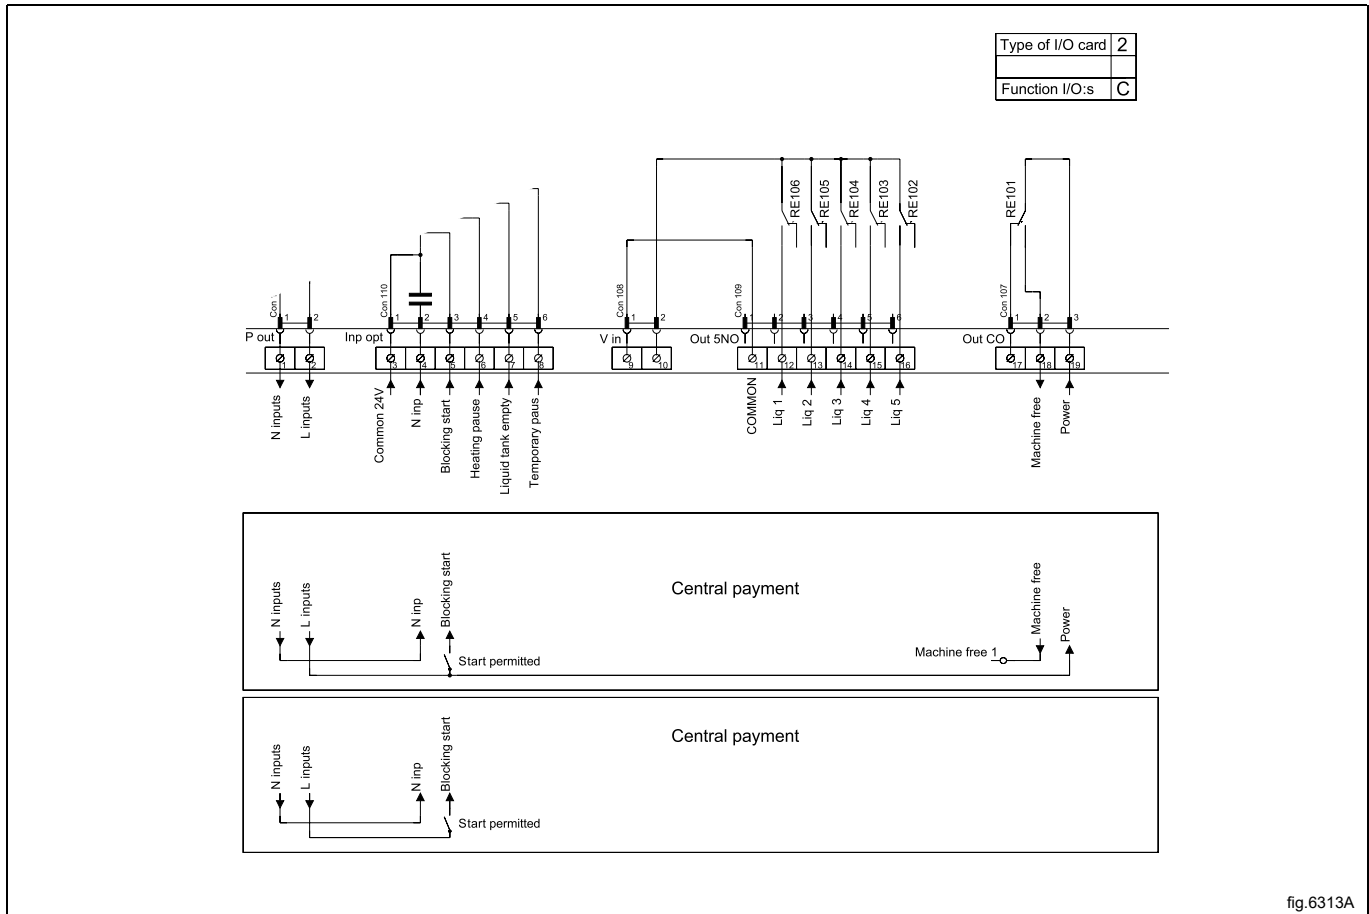 Type of I/O card 2
Function I/O:s C
RE106 RE105 RE104 RE103 RE102 RE101
Con Con 110 Con 108 Con 109 Con 107
1 2 1 2 3 4 5 6 1 2 1 2 3 4 5 6 1 2 3
P out Inp opt V in Out 5NO Out CO
1 2 3 4 5 6 7 8 9 10 11 12 13 14 15 16 17 18 19
N inputs
L inputs
Common 24V
N inp
Blocking start
Heating pause
Liquid tank empty
Temporary paus
COMMON
Liq 1
Liq 2
Liq 3
Liq 4
Liq 5
Machine free
Power
Central payment
N inputs
L inputs
N inp
Blocking start
Start permitted
Machine free 1
Machine free
Power
Central payment
N inputs
L inputs
N inp
Blocking start
Start permitted
fig.6313A